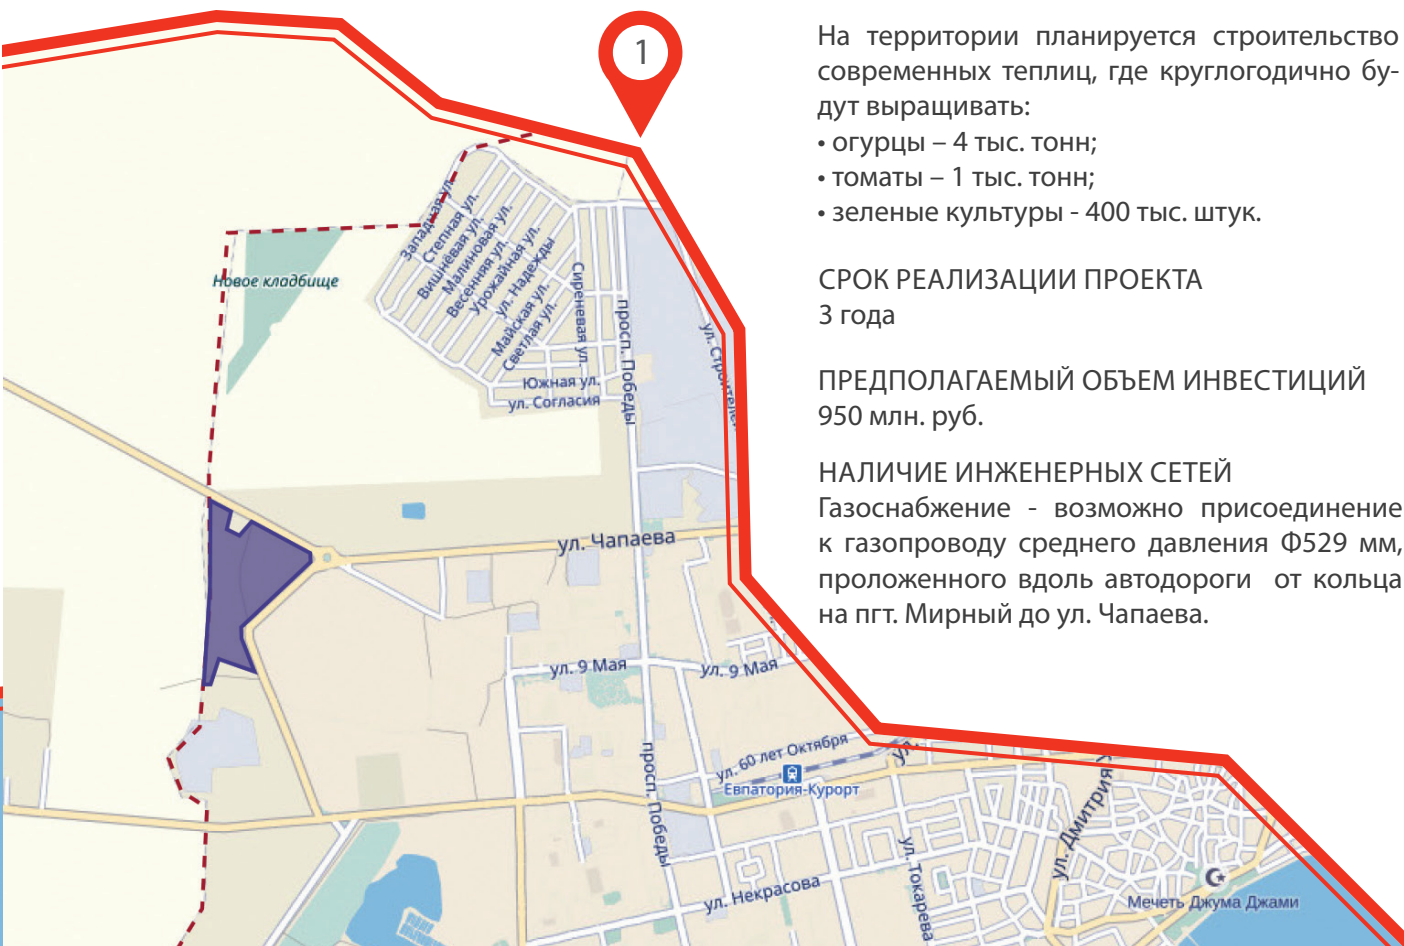 1
На территории планируется строительство
современных теплиц, где круглогодично бу-
дут выращивать:
• огурцы – 4 тыс. тонн;
• томаты – 1 тыс. тонн;
• зеленые культуры - 400 тыс. штук.
СРОК РЕАЛИЗАЦИИ ПРОЕКТА
3 года
ПРЕДПОЛАГАЕМЫЙ ОБЪЕМ ИНВЕСТИЦИЙ
950 млн. руб.
НАЛИЧИЕ ИНЖЕНЕРНЫХ СЕТЕЙ
Газоснабжение - возможно присоединение
к газопроводу среднего давления Ф529 мм,
проложенного вдоль автодороги от кольца
на пгт. Мирный до ул. Чапаева.
Западная ул.
Степная ул.
Вишнёвая ул.
Малиновая ул.
Весенняя ул.
Урожайная ул.
ул. Надежды
Майская ул.
Светлая ул.
Сиреневая ул.
Южная ул.
ул. Согласия
просп. Победы
ул. Строителей
Новое кладбище
ул. Чапаева
ул. 9 Мая
ул. 9 Мая
просп. Победы
ул. 60 лет Октября
ул.
Евпатория-Курорт
ул. Дмитрия У
ул. Некрасова
ул. Токарева
Мечеть Джума Джами